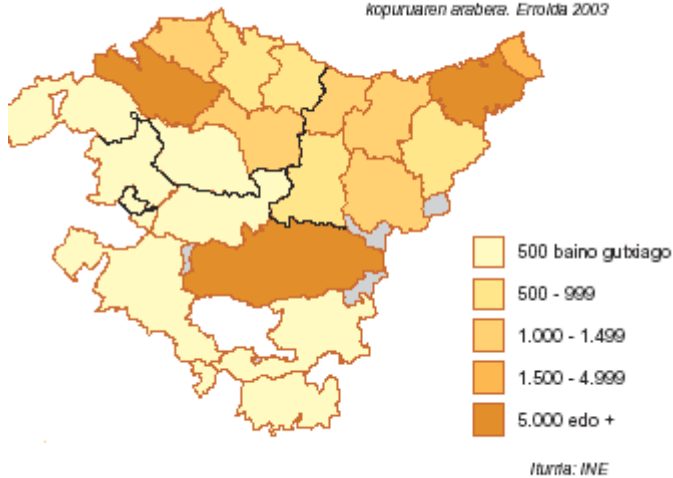 kopuruaren arabera. Errolda 2003
500 baino gutxiago
500 - 999
1.000 - 1.499
1.500 - 4.999
5.000 edo +
Iturria: INE